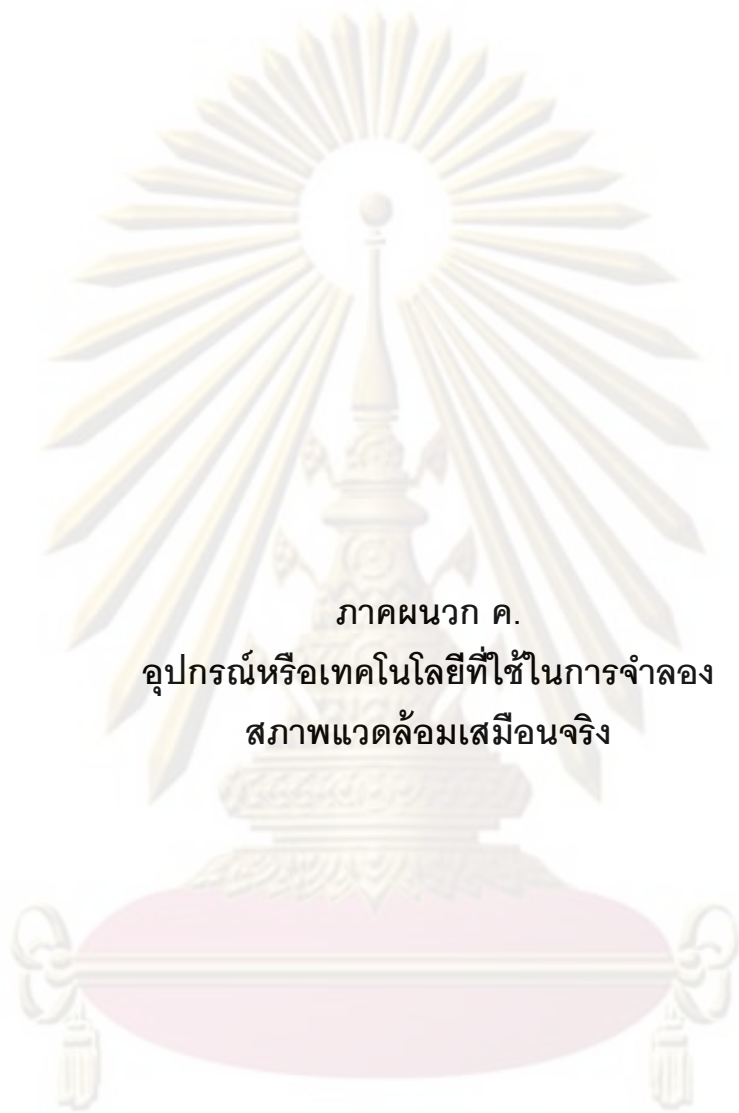 ภาคผนวก ค.
อุปกรณ์หรือเทคโนโลยีที่ใช้ในการจำลอง
สภาพแวดล้อมเสมือนจริง